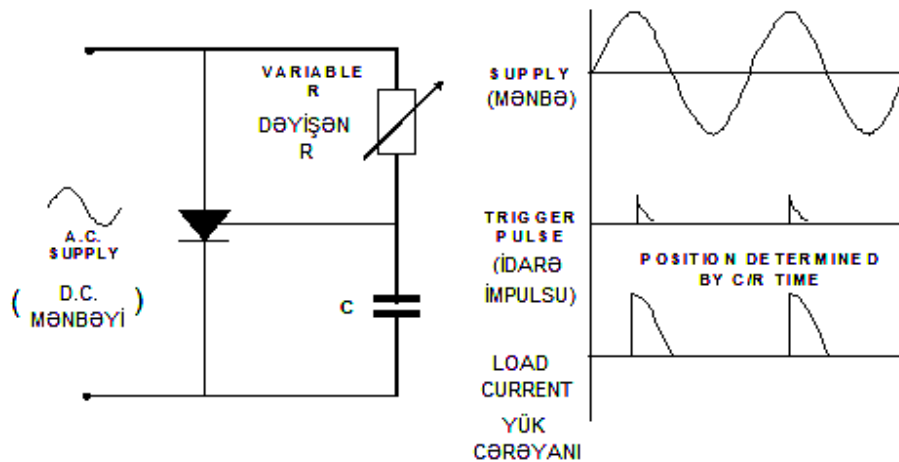 VARIABLE
R
DƏYİŞƏN
R
A.C.
SUPPLY
( D.C. )
MƏNBƏYİ
C
SUPPLY
(MƏNBƏ)
TRIGGER
PULSE
(İDARƏ
İMPULSU)
POSITION DETERMINED
BY C/R TIME
LOAD
CURRENT
YÜK
CƏRƏYANI